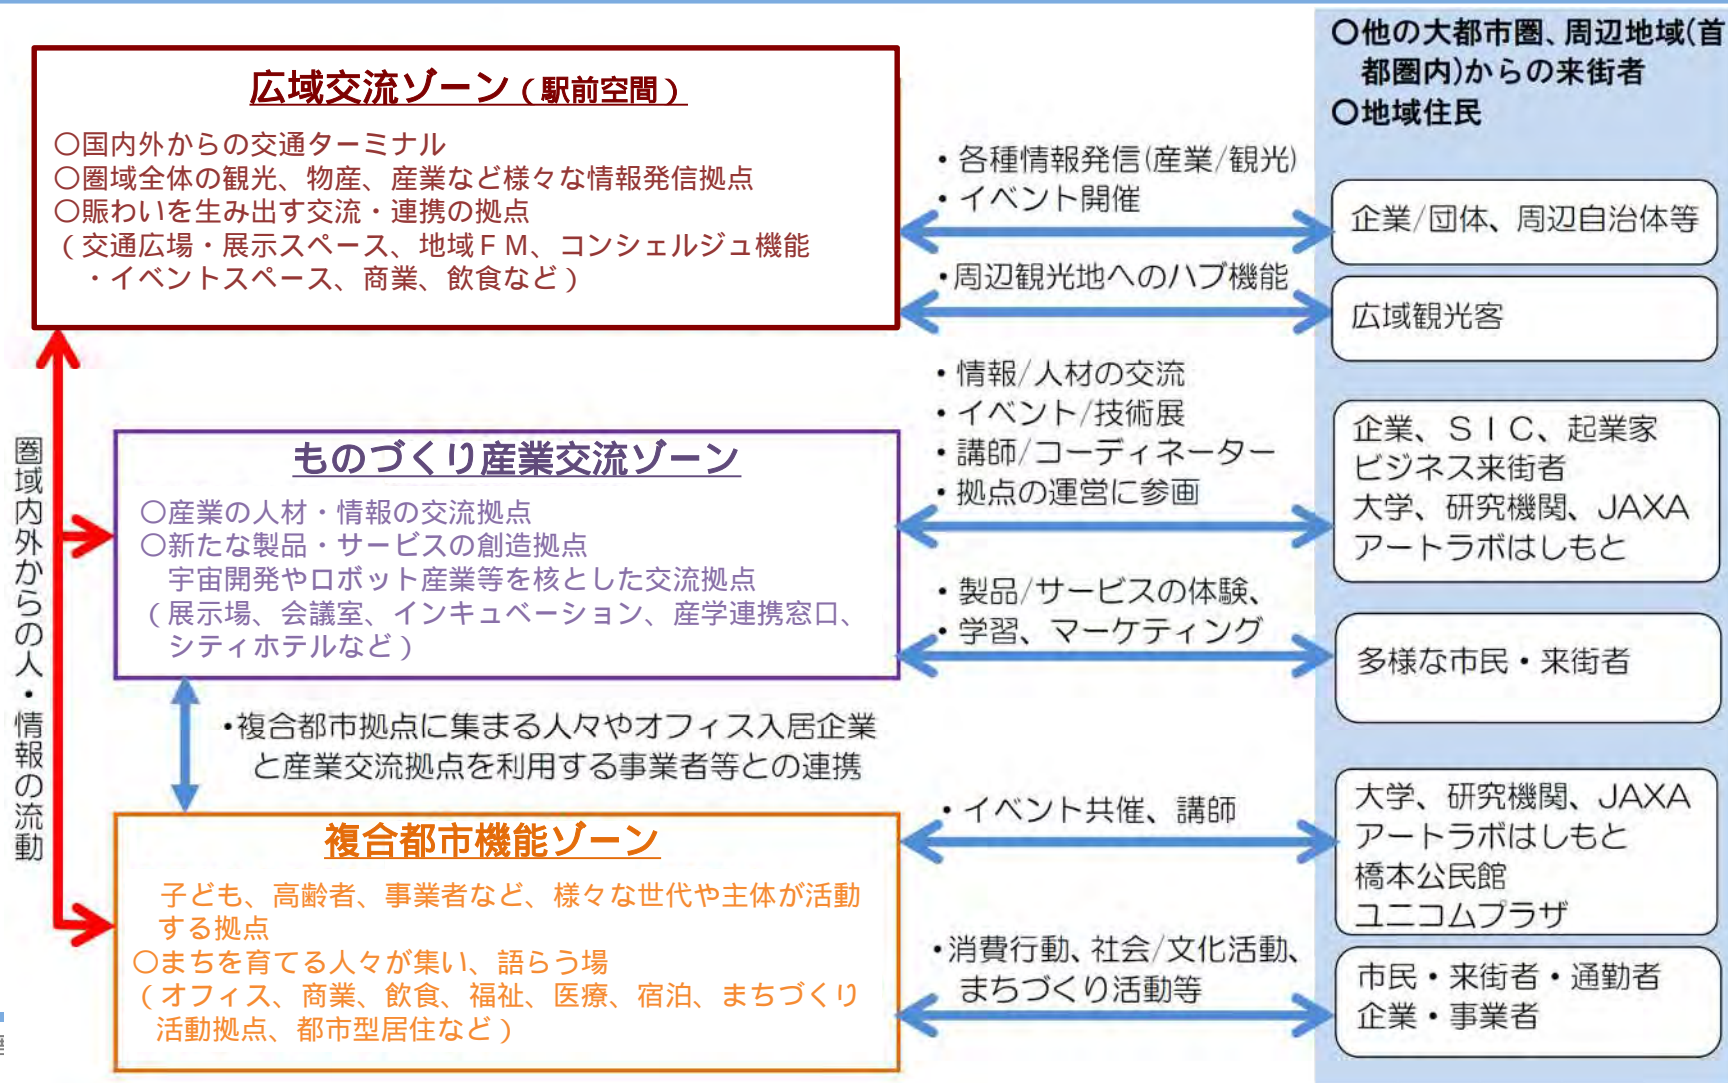 広域交流ゾーン（駅前空間）
○国内外からの交通ターミナル
○圏域全体の観光、物産、産業など様々な情報発信拠点
○賑わいを生み出す交流・連携の拠点
（交通広場・展示スペース、地域ＦＭ、コンシェルジュ機能
・イベントスペース、商業、飲食など）
圏域内外からの人・情報の流動
ものづくり産業交流ゾーン
○産業の人材・情報の交流拠点
○新たな製品・サービスの創造拠点
宇宙開発やロボット産業等を核とした交流拠点
（展示場、会議室、インキュベーション、産学連携窓口、
シティホテルなど）
・複合都市拠点に集まる人々やオフィス入居企業
と産業交流拠点を利用する事業者等との連携
複合都市機能ゾーン
子ども、高齢者、事業者など、様々な世代や主体が活動
する拠点
○まちを育てる人々が集い、語らう場
（オフィス、商業、飲食、福祉、医療、宿泊、まちづくり
活動拠点、都市型居住など）
・各種情報発信(産業/観光)
・イベント開催
・周辺観光地へのハブ機能
・情報/人材の交流
・イベント/技術展
・講師/コーディネーター
・拠点の運営に参画
・製品/サービスの体験、
・学習、マーケティング
・イベント共催、講師
・消費行動、社会/文化活動、
まちづくり活動等
○他の大都市圏、周辺地域(首
都圏内)からの来街者
○地域住民
企業/団体、周辺自治体等
広域観光客
企業、ＳＩＣ、起業家
ビジネス来街者
大学、研究機関、JAXA
アートラボはしもと
多様な市民・来街者
大学、研究機関、JAXA
アートラボはしもと
橋本公民館
ユニコムプラザ
市民・来街者・通勤者
企業・事業者